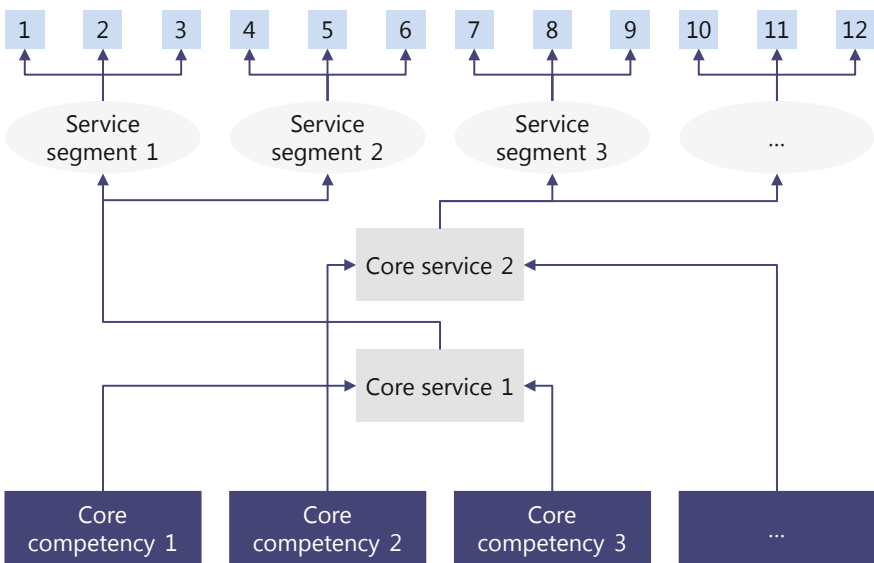 1 2 3 4 5 6 7 8 9 10 11 12
Service
segment 1
Service
segment 2
Service
segment 3
...
Core service 2
Core service 1
Core
competency 1
Core
competency 2
Core
competency 3
...